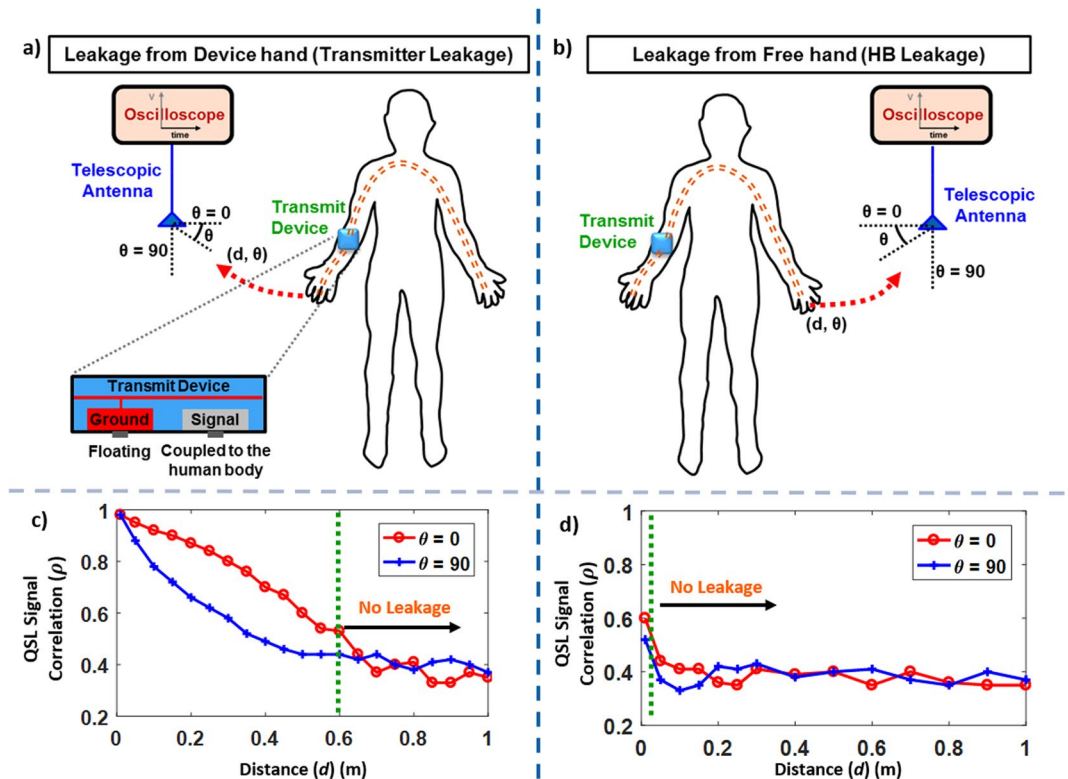 a)
Leakage from Device hand (Transmitter Leakage)
V
Oscilloscope
time
Telescopic
Antenna
θ = 0
θ
θ = 90
(d, θ)
Transmit
Device
Transmit Device
Ground
Signal
Floating
Coupled to the
human body
b)
Leakage from Free hand (HB Leakage)
V
Oscilloscope
time
Transmit
Device
θ = 0
Telescopic
Antenna
θ
θ = 90
(d, θ)
c)
QSL Signal
Correlation (ρ)
1
0.8
0.6
0.4
0.2
θ = 0
θ = 90
No Leakage
0
0.2
0.4
0.6
0.8
1
Distance (d) (m)
d)
QSL Signal
Correlation (ρ)
1
0.8
0.6
0.4
0.2
θ = 0
θ = 90
No Leakage
0
0.2
0.4
0.6
0.8
1
Distance (d) (m)